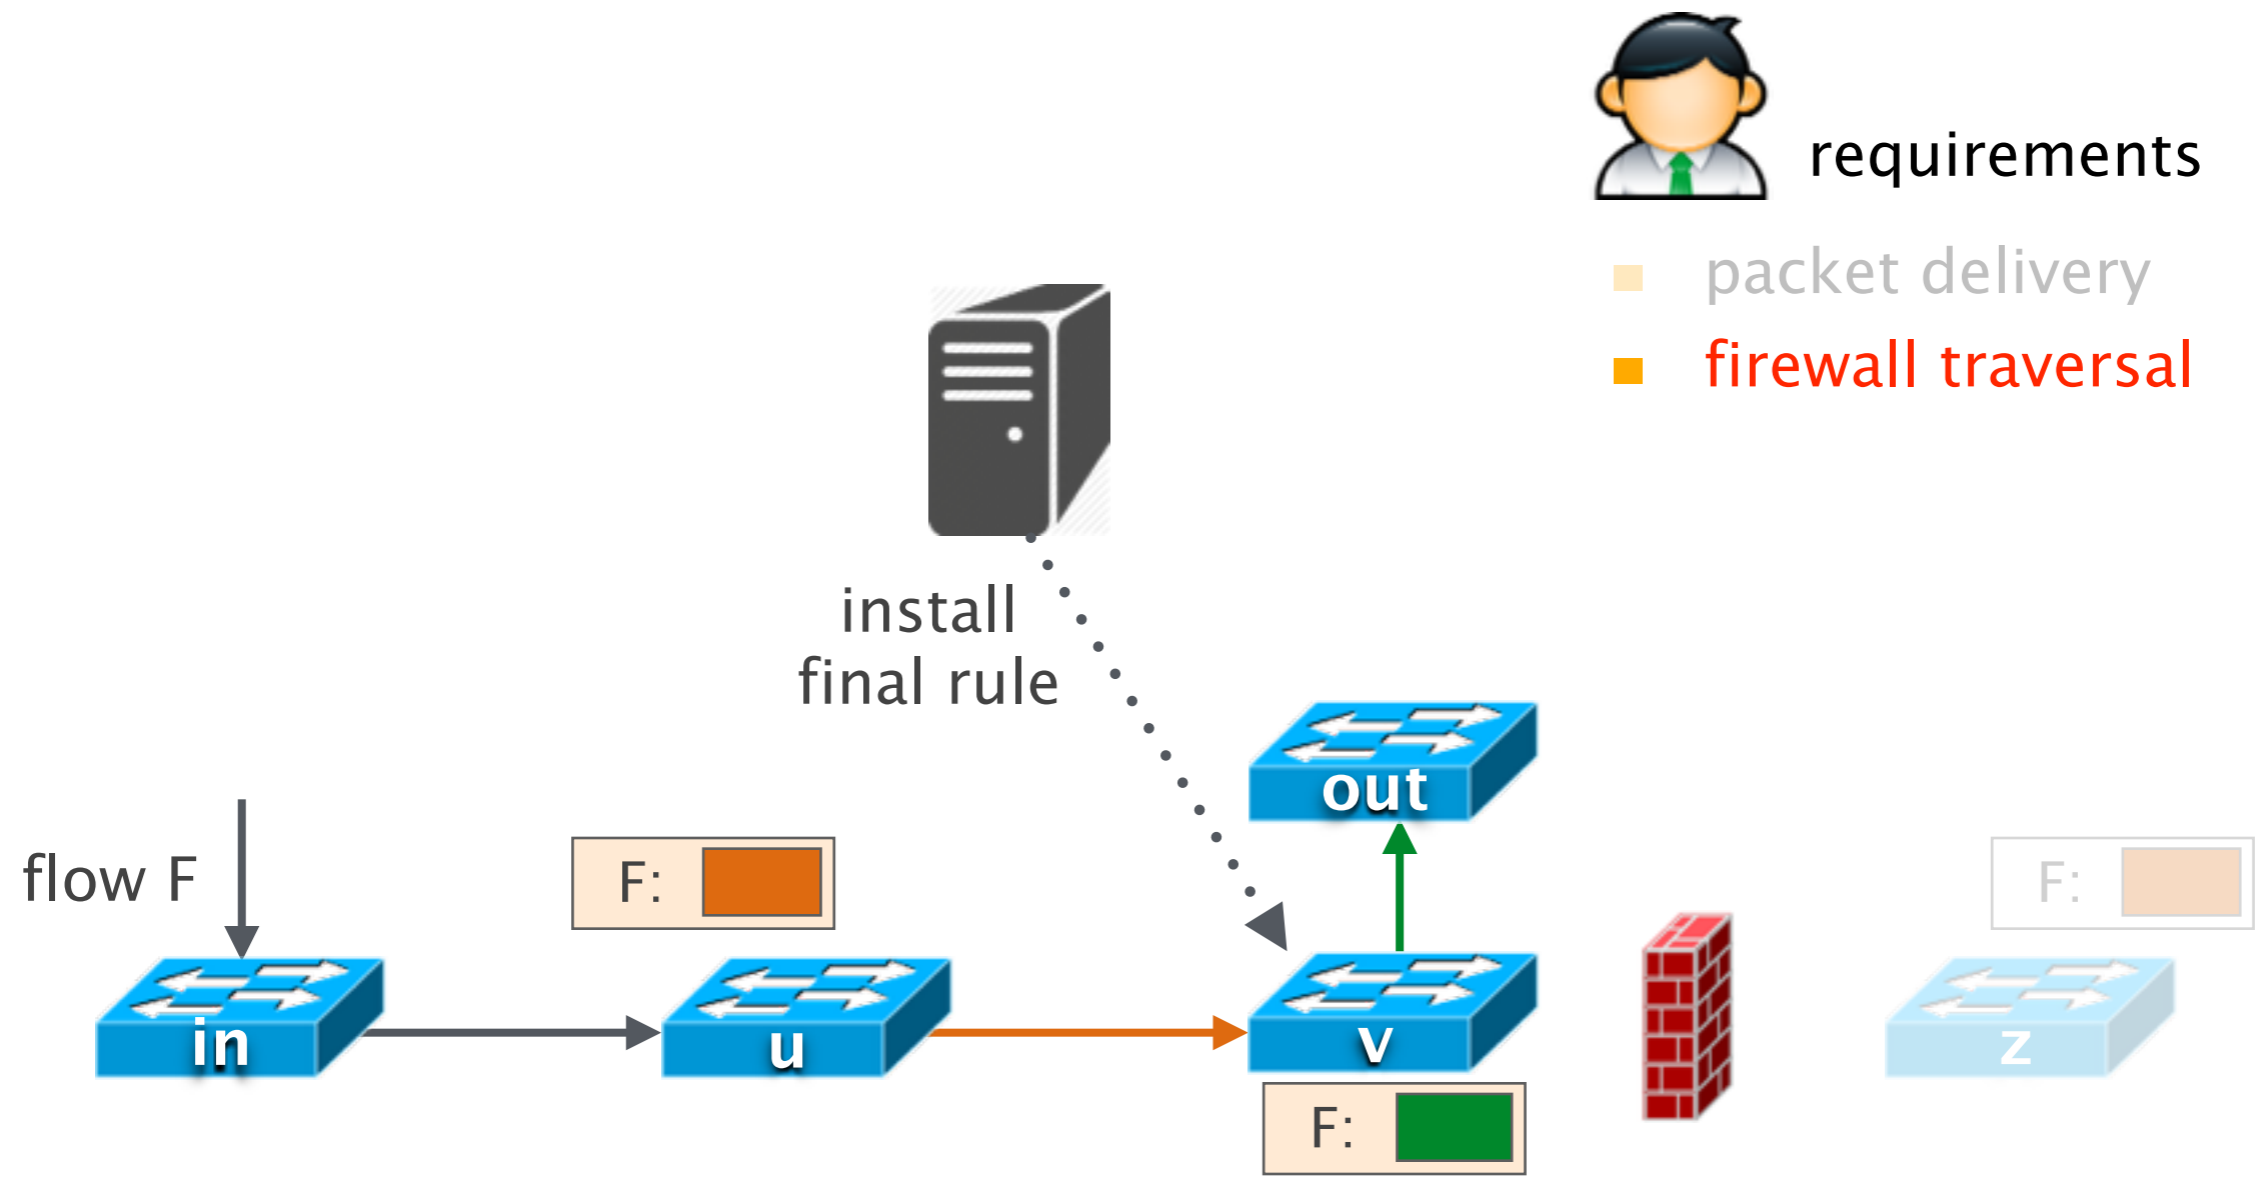 requirements
packet delivery
firewall traversal
install
final rule
out
flow F
F:
F:
in
u
v
z
F: